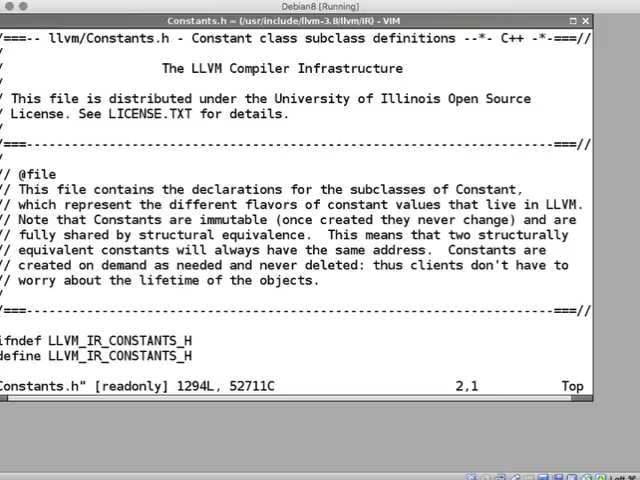 Debian8 [Running]
Constants.h = (/usr/include/llvm-3.8/llvm/IR) - VIM
/===-- llvm/Constants.h - Constant class subclass definitions --*- C++ -*-===//
/
/ The LLVM Compiler Infrastructure
/
/ This file is distributed under the University of Illinois Open Source
/ License. See LICENSE.TXT for details.
/
/===----------------------------------------------------------------------===//
/
// @file
// This file contains the declarations for the subclasses of Constant,
// which represent the different flavors of constant values that live in LLVM.
// Note that Constants are immutable (once created they never change) and are
// fully shared by structural equivalence.  This means that two structurally
// equivalent constants will always have the same address.  Constants are
// created on demand as needed and never deleted: thus clients don't have to
// worry about the lifetime of the objects.
/
/===----------------------------------------------------------------------===//
ifndef LLVM_IR_CONSTANTS_H
define LLVM_IR_CONSTANTS_H
Constants.h" [readonly] 1294L, 52711C 2,1 Top
Left ⌘